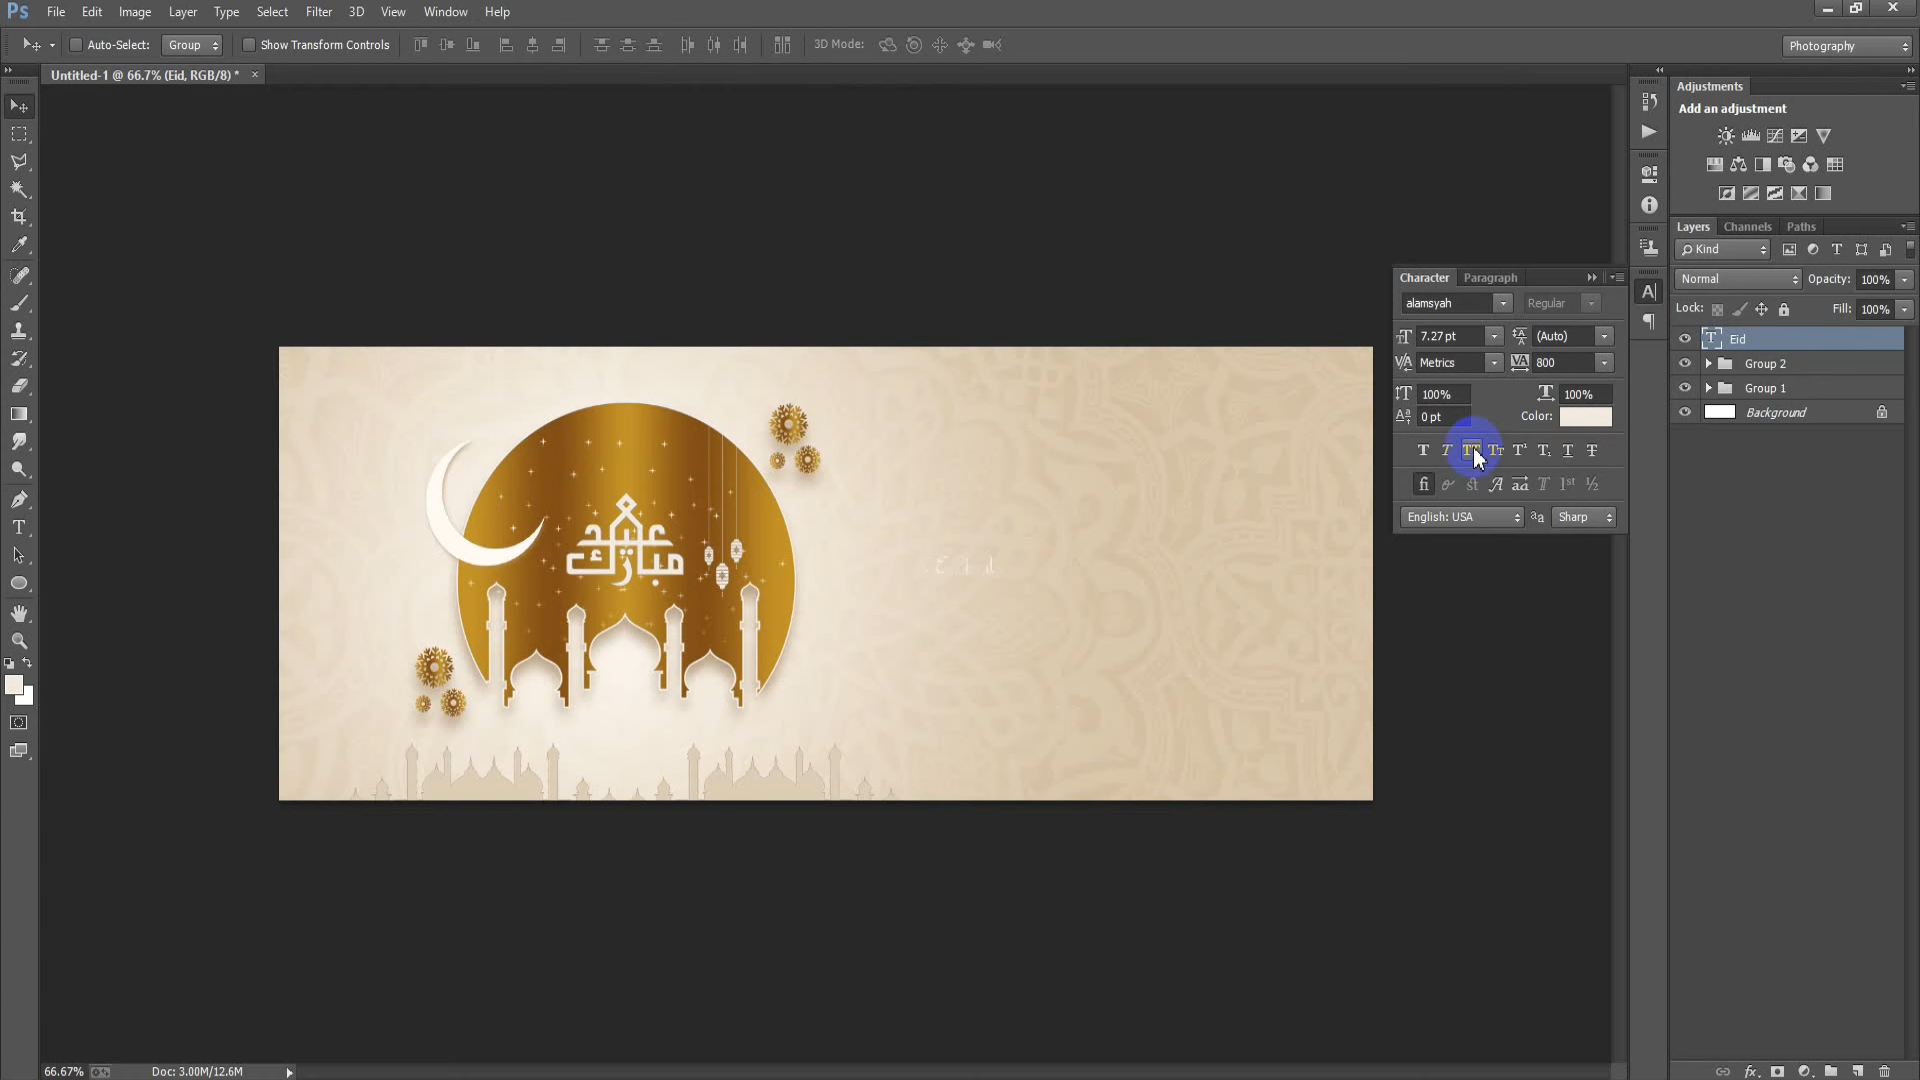 Ps File Edit Image Layer Type Select Filter 3D View Window Help
Auto-Select: Group Show Transform Controls 3D Mode: Photography
Untitled-1 @ 66.7% (Eid, RGB/8) * ×
Adjustments
Add an adjustment
Layers Channels Paths
Kind
Normal Opacity: 100%
Lock: Fill: 100%
Eid
Group 2
Group 1
Background
Character Paragraph
alamsyah Regular
7.27 pt (Auto)
Metrics 800
100% 100%
0 pt Color:
English: USA Sharp
عيد
مبارك
66.67% Doc: 3.00M/12.6M